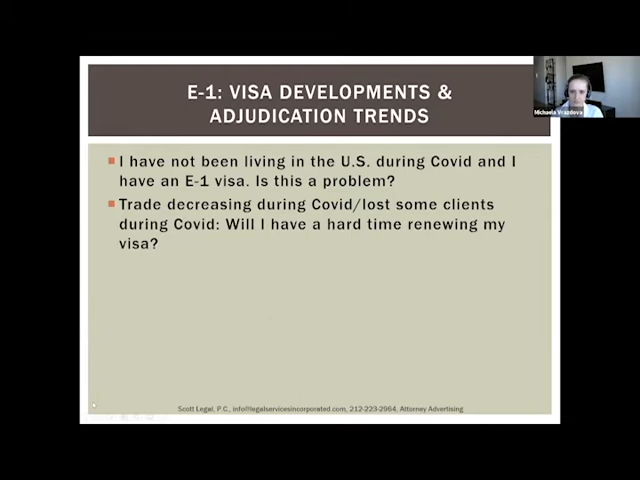 E-1: VISA DEVELOPMENTS &
ADJUDICATION TRENDS
Michaela Vrazdova
I have not been living in the U.S. during Covid and I
have an E-1 visa. Is this a problem?
Trade decreasing during Covid/lost some clients
during Covid: Will I have a hard time renewing my
visa?
Scott Legal, P.C., info@legalservicesincorporated.com, 212-223-2964, Attorney Advertising